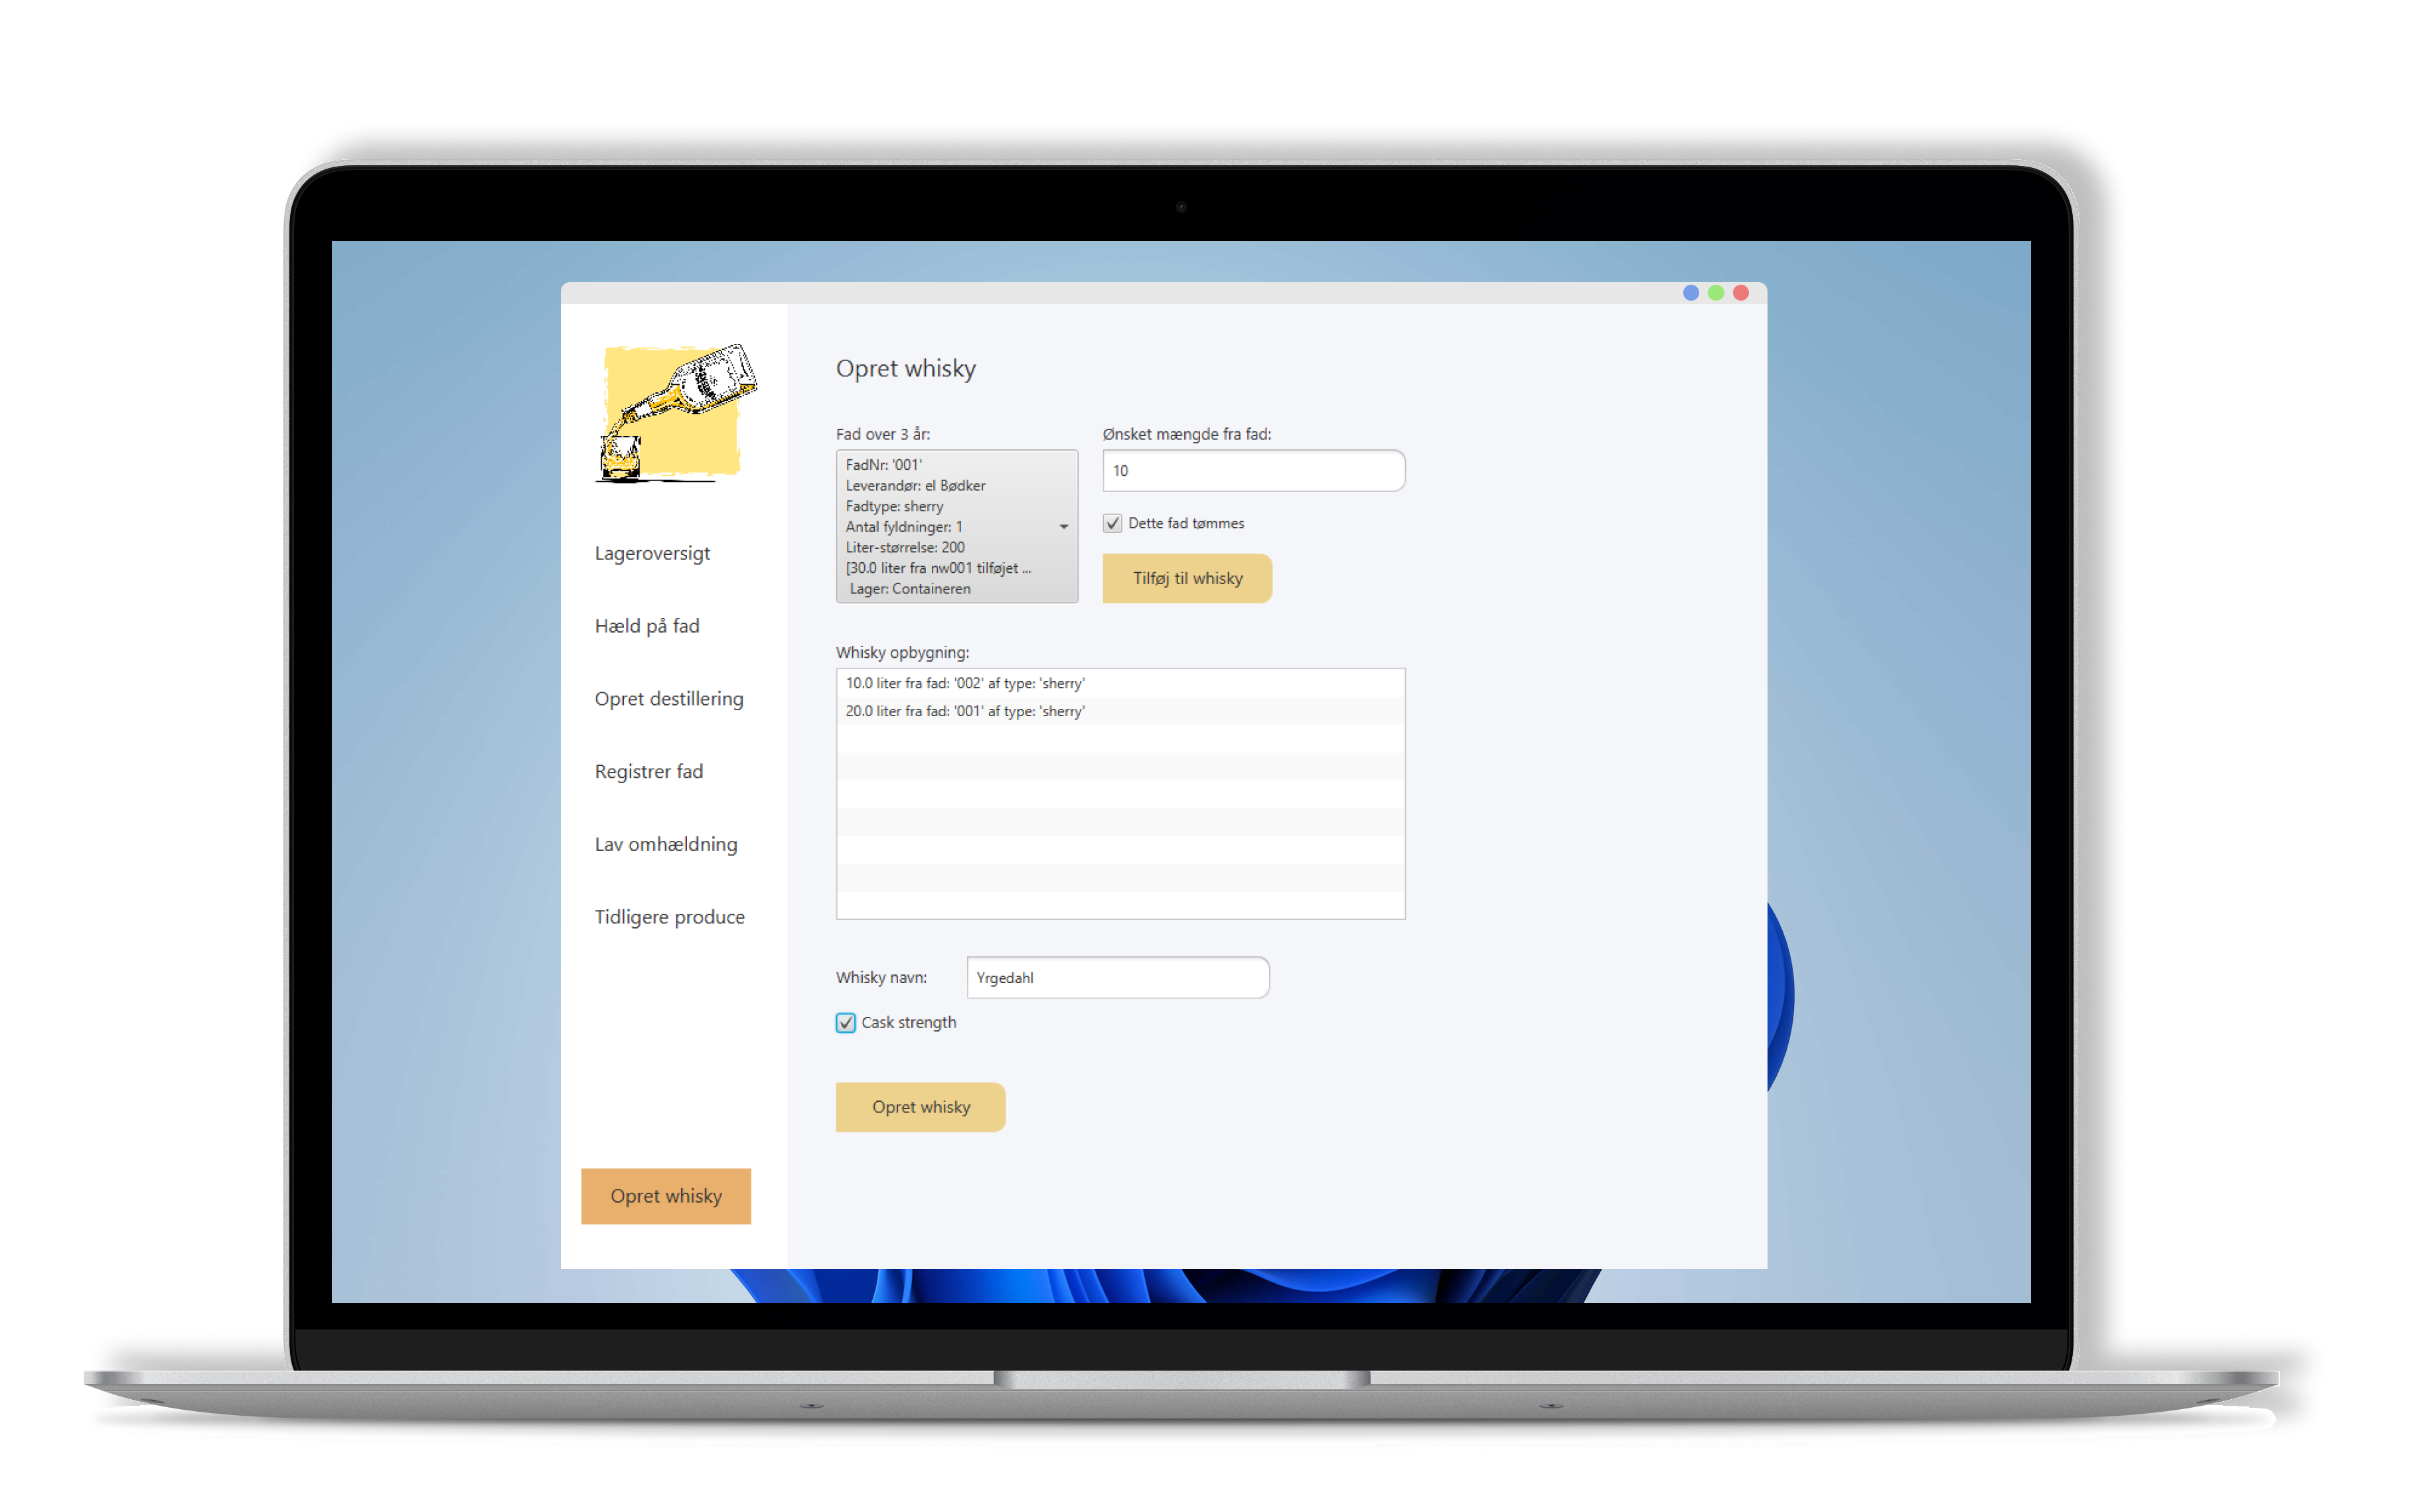 Opret whisky
Fad over 3 år:
FadNr: '001'
Leverandør: el Bødker
Fadtype: sherry
Antal fyldninger: 1
Liter-størrelse: 200
[30.0 liter fra nw001 tilføjet ...
Lager: Containeren
Ønsket mængde fra fad:
10
Dette fad tømmes
Tilføj til whisky
Whisky opbygning:
10.0 liter fra fad: '002' af type: 'sherry'
20.0 liter fra fad: '001' af type: 'sherry'
Whisky navn:
Yrgedahl
Cask strength
Opret whisky
Lageroversigt
Hæld på fad
Opret destillering
Registrer fad
Lav omhældning
Tidligere produce
Opret whisky